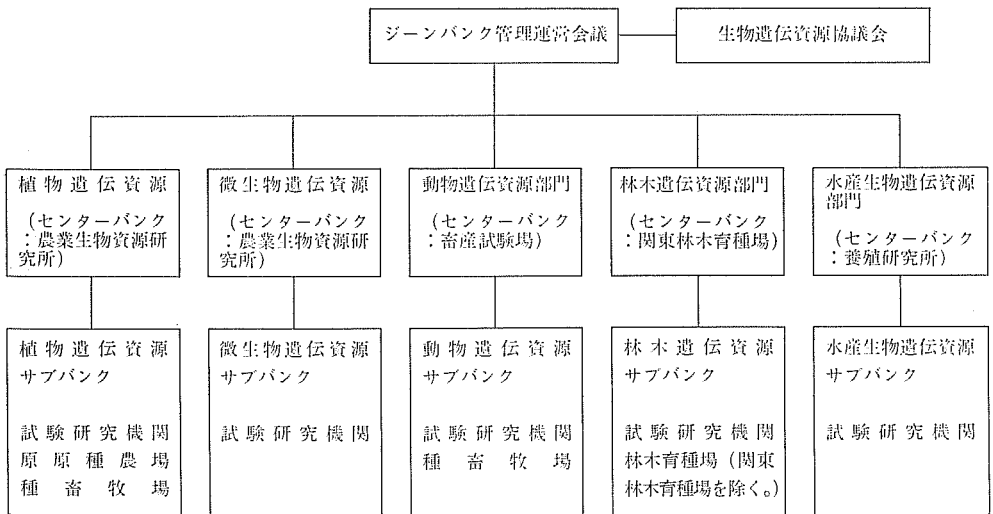 ジーンバンク管理運営会議
生物遺伝資源協議会
植物遺伝資源
(センターバンク
:農業生物資源研
究所)
微生物遺伝資源
(センターバンク
:農業生物資源研
究所)
動物遺伝資源部門
(センターバンク
:畜産試験場)
林木遺伝資源部門
(センターバンク
:関東林木育種場)
水産生物遺伝資源
部門
(センターバンク
:養殖研究所)
植物遺伝資源
サブバンク
試験研究機関
原原種農場
種畜牧場
微生物遺伝資源
サブバンク
試験研究機関
動物遺伝資源
サブバンク
試験研究機関
種畜牧場
林木遺伝資源
サブバンク
試験研究機関
林木育種場(関東
林木育種場を除く。)
水産生物遺伝資源
サブバンク
試験研究機関